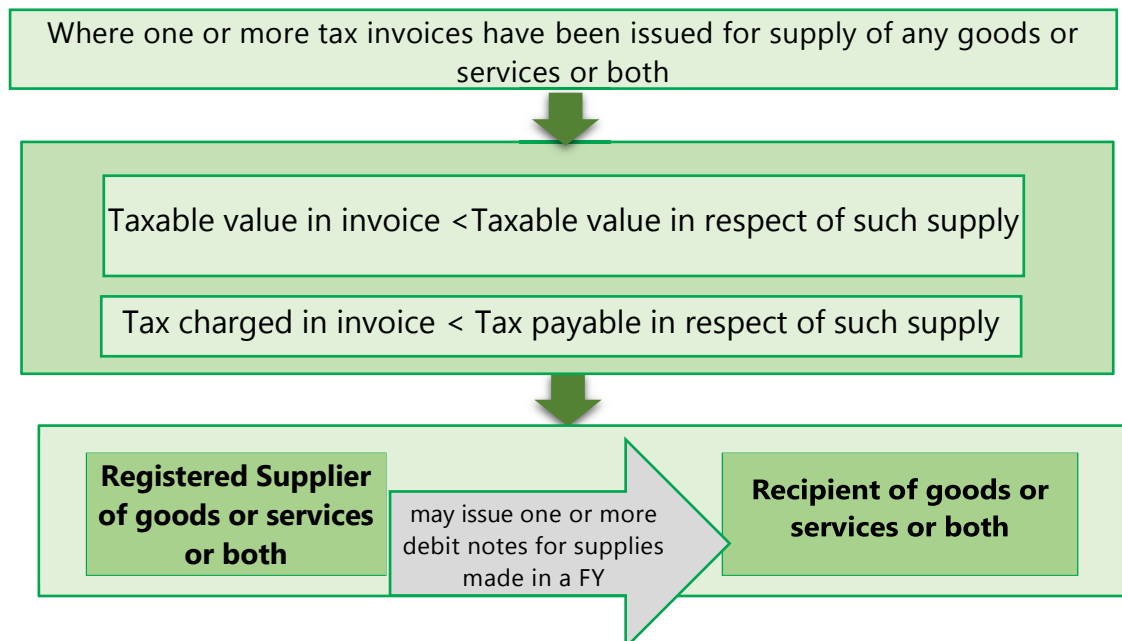 Where one or more tax invoices have been issued for supply of any goods or
services or both
Taxable value in invoice <Taxable value in respect of such supply
Tax charged in invoice < Tax payable in respect of such supply
Registered Supplier
of goods or services
or both
may issue one or more
debit notes for supplies
made in a FY
Recipient of goods or
services or both